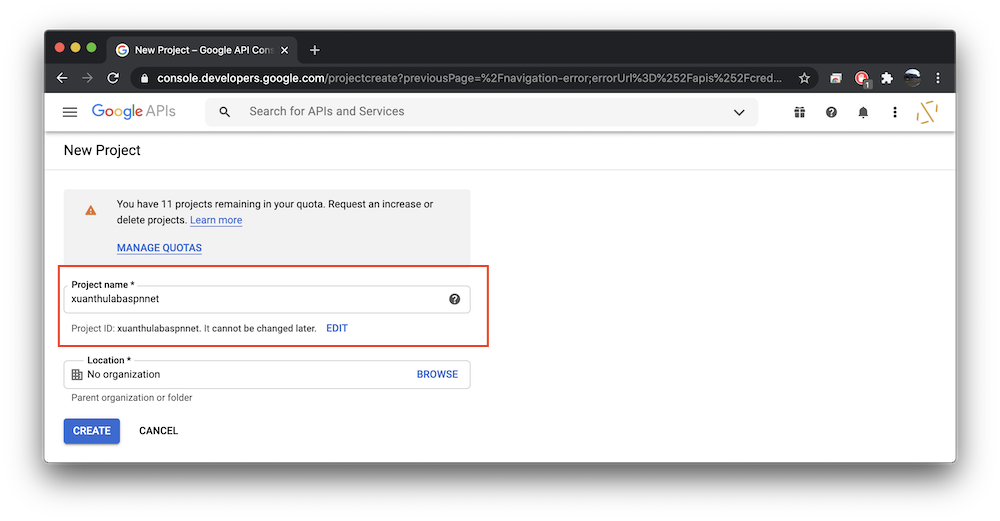 New Project – Google API Cons
console.developers.google.com/projectcreate?previousPage=%2Fnavigation-error;errorUrl%3D%252Fapis%252Fcred...
1
Google APIs
Search for APIs and Services
New Project
You have 11 projects remaining in your quota. Request an increase or
delete projects. Learn more
MANAGE QUOTAS
Project name *
xuanthulabaspnnet
Project ID: xuanthulabaspnnet. It cannot be changed later. EDIT
Location *
No organization BROWSE
Parent organization or folder
CREATE CANCEL